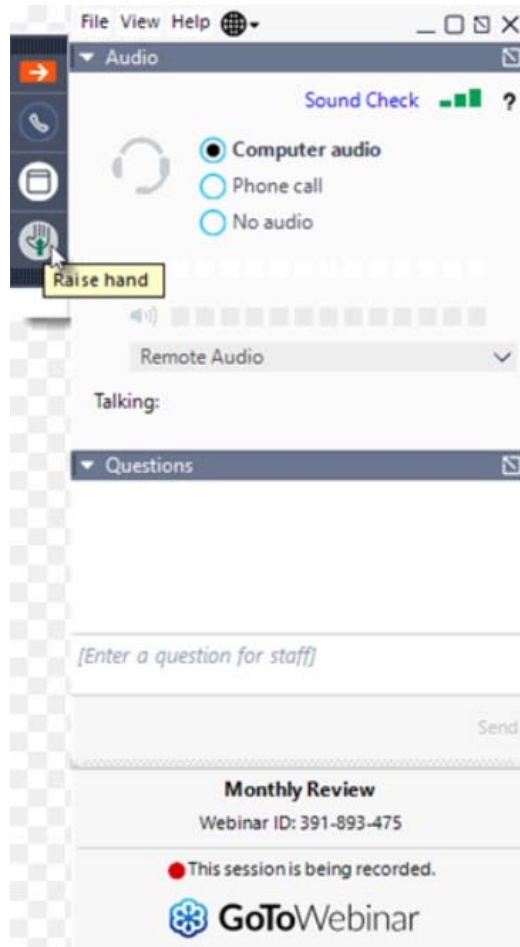 File View Help
Audio
Sound Check ?
Computer audio
Phone call
No audio
Raise hand
Remote Audio
Talking:
Questions
[Enter a question for staff]
Send
Monthly Review
Webinar ID: 391-893-475
This session is being recorded.
GoToWebinar